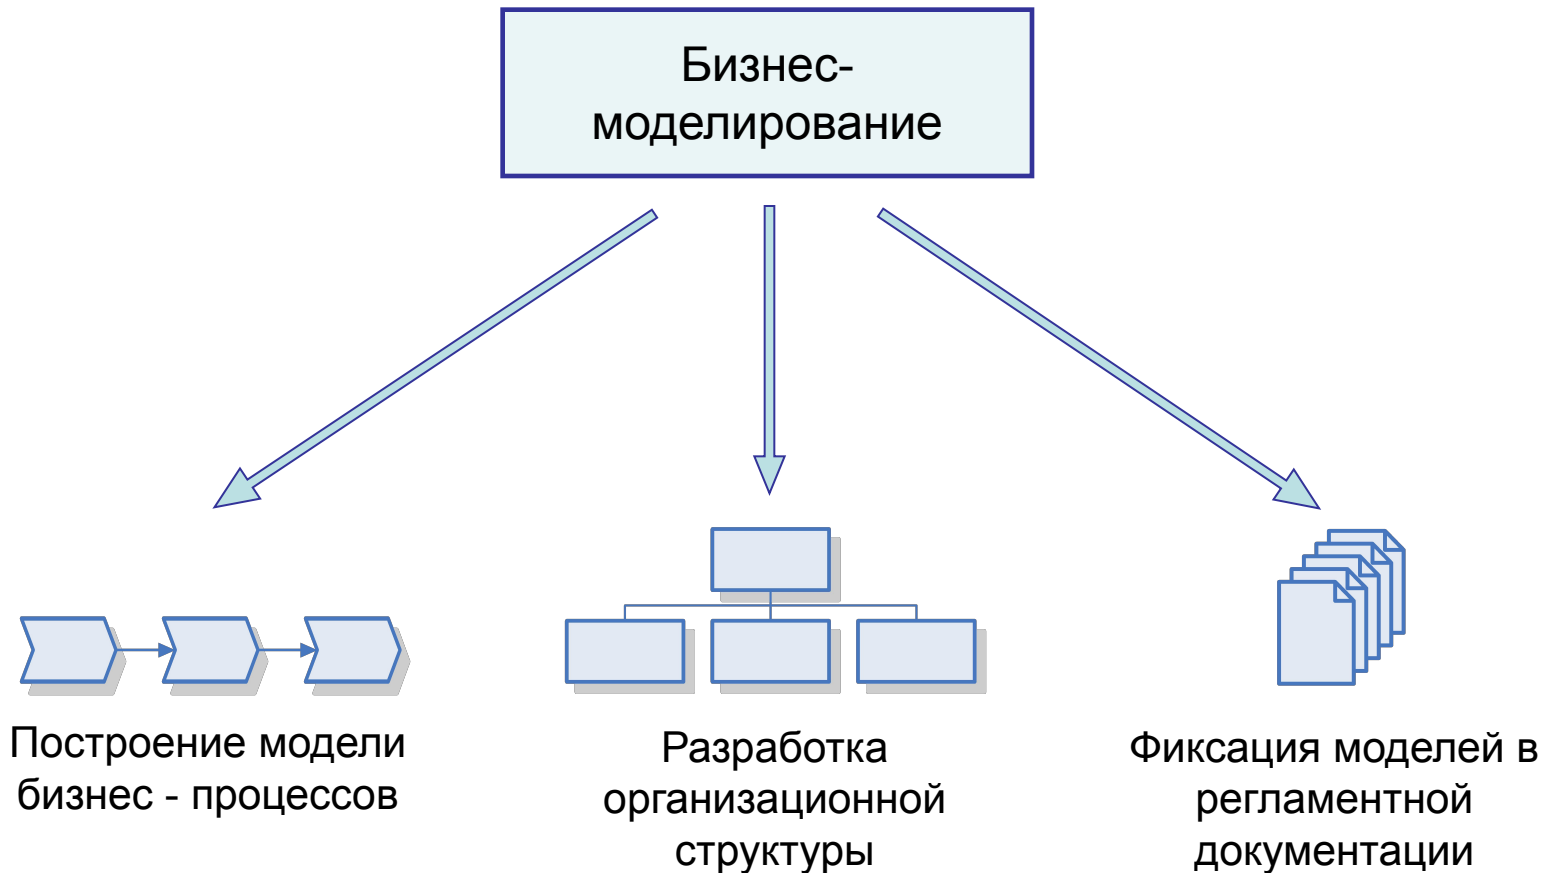 Бизнес-
моделирование
Построение модели
бизнес - процессов
Разработка
организационной
структуры
Фиксация моделей в
регламентной
документации